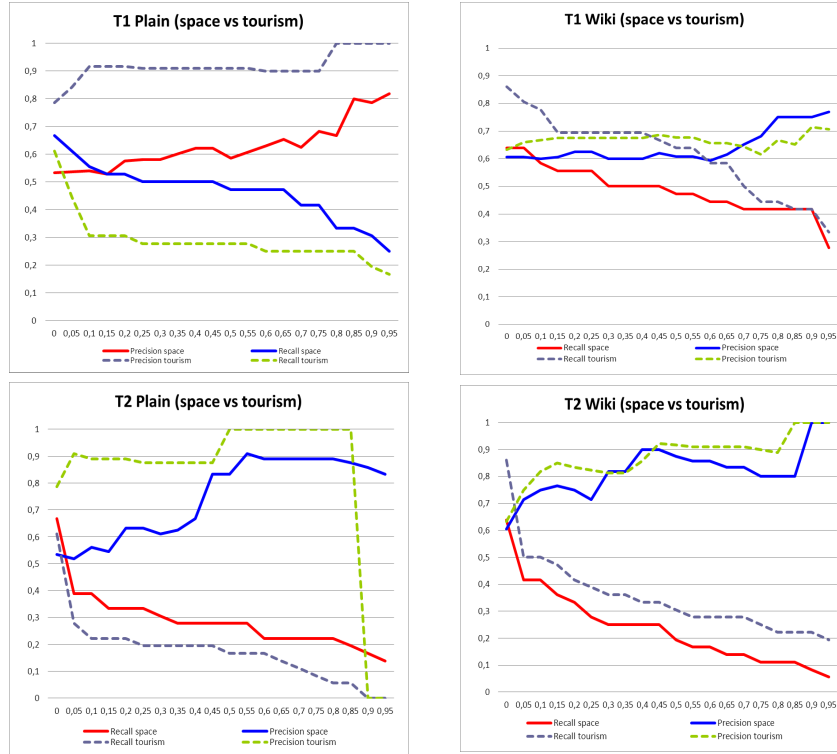 T1 Plain (space vs tourism)
1
0,9
0,8
0,7
0,6
0,5
0,4
0,3
0,2
0,1
0
0 0,05 0,1 0,15 0,2 0,25 0,3 0,35 0,4 0,45 0,5 0,55 0,6 0,65 0,7 0,75 0,8 0,85 0,9 0,95
Precision space Recall space
Precision tourism Recall tourism
T1 Wiki (space vs tourism)
1
0,9
0,8
0,7
0,6
0,5
0,4
0,3
0,2
0,1
0
0 0,05 0,1 0,15 0,2 0,25 0,3 0,35 0,4 0,45 0,5 0,55 0,6 0,65 0,7 0,75 0,8 0,85 0,9 0,95
Recall space Precision space
Recall tourism Precision tourism
T2 Plain (space vs tourism)
1
0,9
0,8
0,7
0,6
0,5
0,4
0,3
0,2
0,1
0
0 0,05 0,1 0,15 0,2 0,25 0,3 0,35 0,4 0,45 0,5 0,55 0,6 0,65 0,7 0,75 0,8 0,85 0,9 0,95
Recall space Precision space
Recall tourism Precision tourism
T2 Wiki (space vs tourism)
1
0,9
0,8
0,7
0,6
0,5
0,4
0,3
0,2
0,1
0
0 0,05 0,1 0,15 0,2 0,25 0,3 0,35 0,4 0,45 0,5 0,55 0,6 0,65 0,7 0,75 0,8 0,85 0,9 0,95
Recall space Precision space
Recall tourism Precision tourism